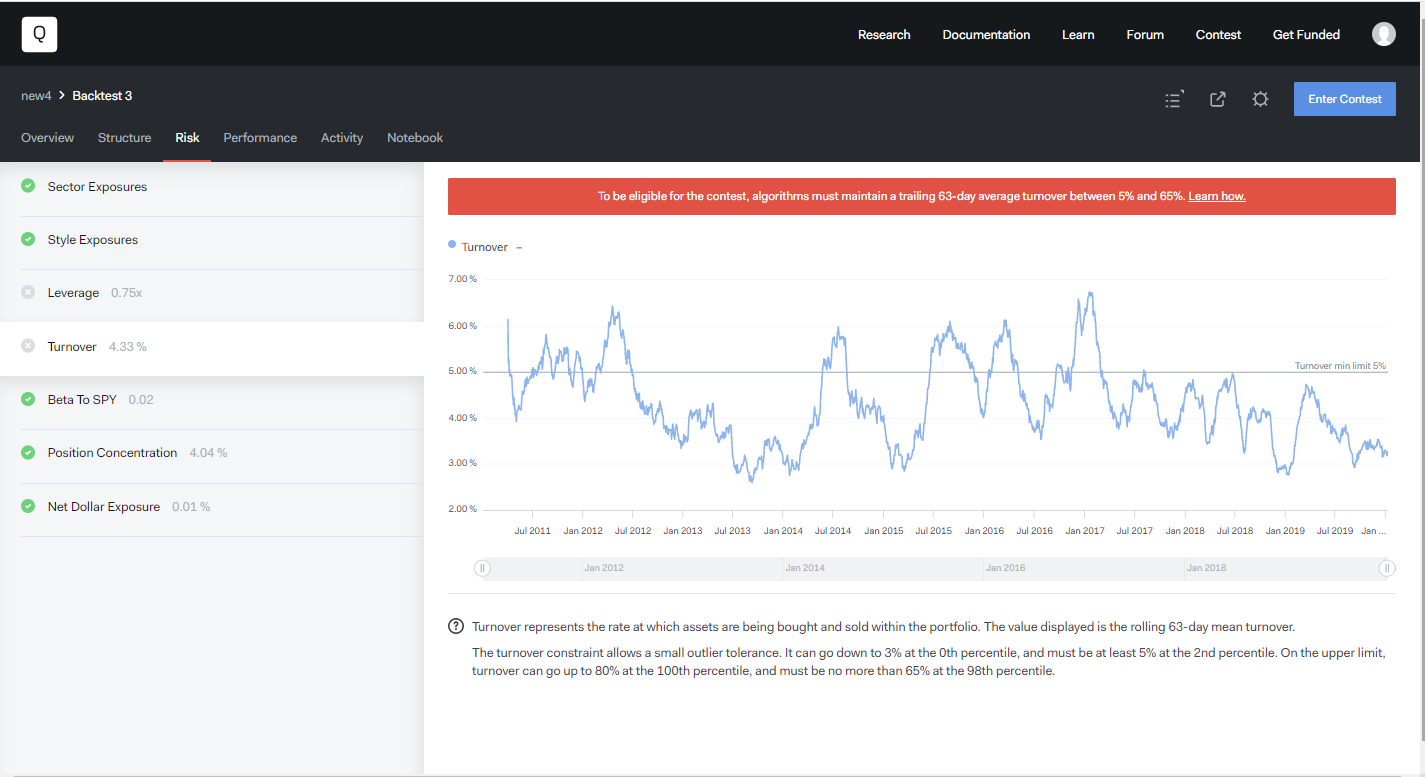 Q
Research Documentation Learn Forum Contest Get Funded
new4 > Backtest 3
Enter Contest
Overview Structure Risk Performance Activity Notebook
Sector Exposures
Style Exposures
Leverage 0.75x
Turnover 4.33 %
Beta To SPY 0.02
Position Concentration 4.04 %
Net Dollar Exposure 0.01 %
To be eligible for the contest, algorithms must maintain a trailing 63-day average turnover between 5% and 65%. Learn how.
Turnover –
7.00 %
6.00 %
5.00 %
4.00 %
3.00 %
2.00 %
Turnover min limit 5%
Jul 2011 Jan 2012 Jul 2012 Jan 2013 Jul 2013 Jan 2014 Jul 2014 Jan 2015 Jul 2015 Jan 2016 Jul 2016 Jan 2017 Jul 2017 Jan 2018 Jul 2018 Jan 2019 Jul 2019 Jan ...
Jan 2012 Jan 2014 Jan 2016 Jan 2018
? Turnover represents the rate at which assets are being bought and sold within the portfolio. The value displayed is the rolling 63-day mean turnover.
The turnover constraint allows a small outlier tolerance. It can go down to 3% at the 0th percentile, and must be at least 5% at the 2nd percentile. On the upper limit,
turnover can go up to 80% at the 100th percentile, and must be no more than 65% at the 98th percentile.